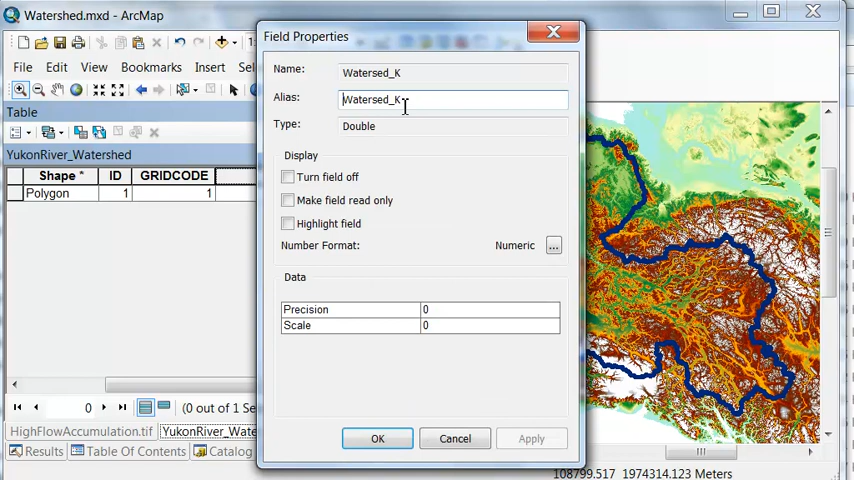 Watershed.mxd - ArcMap
File Edit View Bookmarks Insert
Table
YukonRiver_Watershed
Shape * ID GRIDCODE
Polygon 1 1
0 (0 out of 1 Se
HighFlowAccumulation.tif YukonRiver_Wate
Results Table Of Contents Catalog
Field Properties
Name: Watersed_K
Alias: Watersed_K
Type: Double
Display
Turn field off
Make field read only
Highlight field
Number Format: Numeric ...
Data
Precision 0
Scale 0
OK Cancel Apply
108799.517 1974314.123 Meters